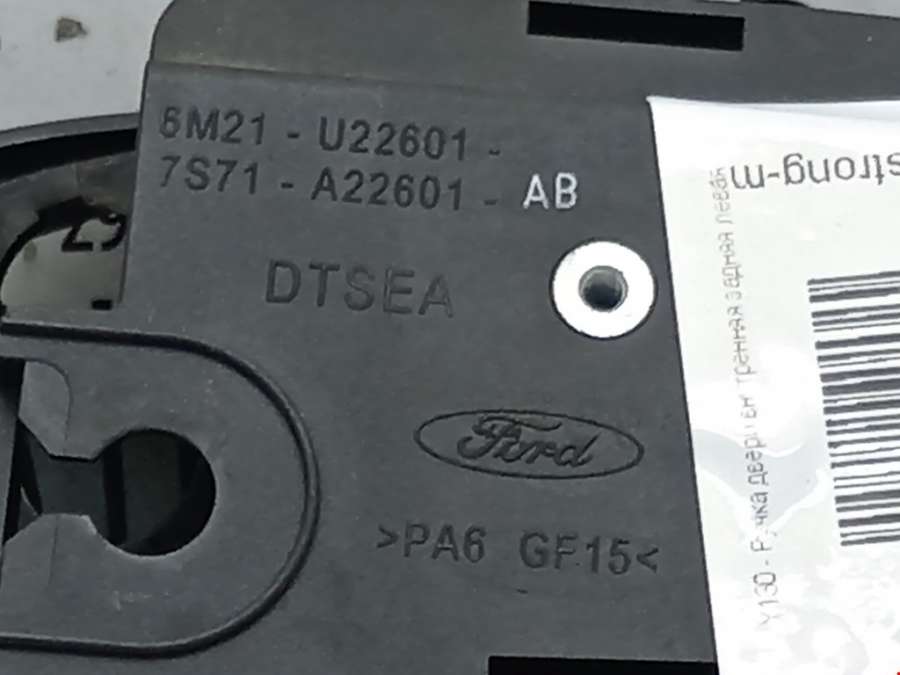 6M21 - U22601 -
7S71 - A22601 - AB
DTSEA
Ford
>PA6 GF15<
strong-m
Ручка двери внутренняя задняя левая